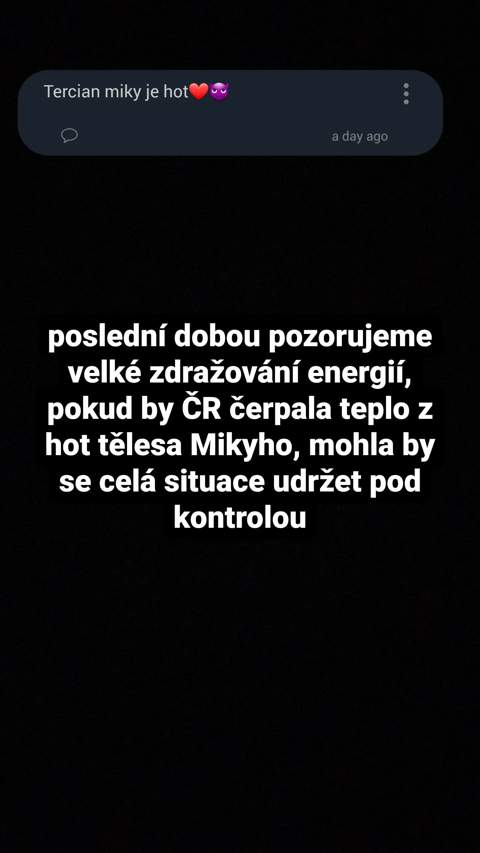 Tercian miky je hot❤️😈
a day ago
poslední dobou pozorujeme
velké zdražování energií,
pokud by ČR čerpala teplo z
hot tělesa Mikyho, mohla by
se celá situace udržet pod
kontrolou